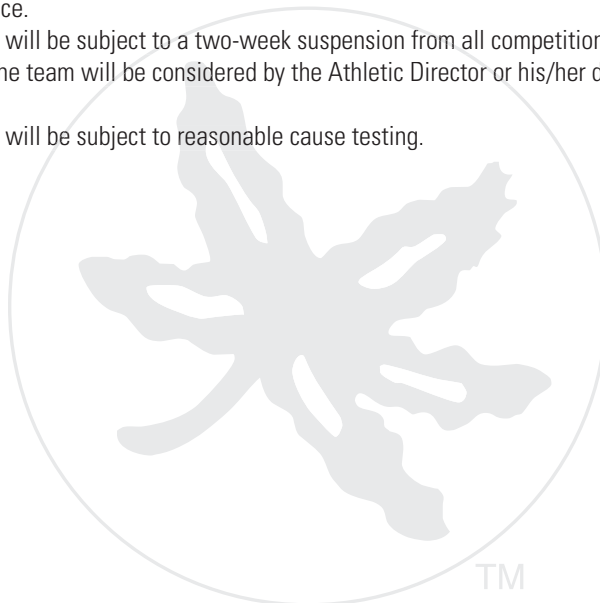 ce.
will be subject to a two-week suspension from all competition
he team will be considered by the Athletic Director or his/her d
will be subject to reasonable cause testing.
TM